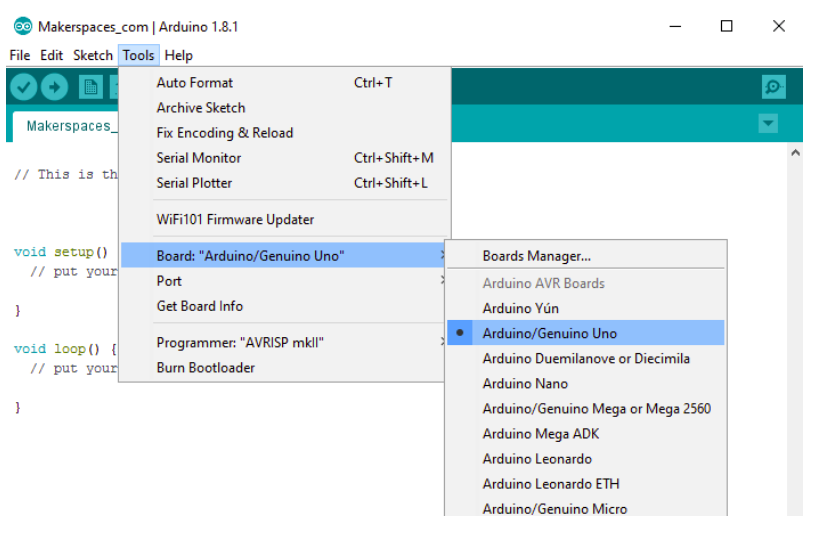 Makerspaces_com | Arduino 1.8.1
File Edit Sketch Tools Help
Makerspaces_
// This is th
void setup()
// put your
}
void loop() {
// put your
}
Auto Format Ctrl+T
Archive Sketch
Fix Encoding & Reload
Serial Monitor Ctrl+Shift+M
Serial Plotter Ctrl+Shift+L
WiFi101 Firmware Updater
Board: "Arduino/Genuino Uno"
Port
Get Board Info
Programmer: "AVRISP mkII"
Burn Bootloader
Boards Manager...
Arduino AVR Boards
Arduino Yún
Arduino/Genuino Uno
Arduino Duemilanove or Diecimila
Arduino Nano
Arduino/Genuino Mega or Mega 2560
Arduino Mega ADK
Arduino Leonardo
Arduino Leonardo ETH
Arduino/Genuino Micro